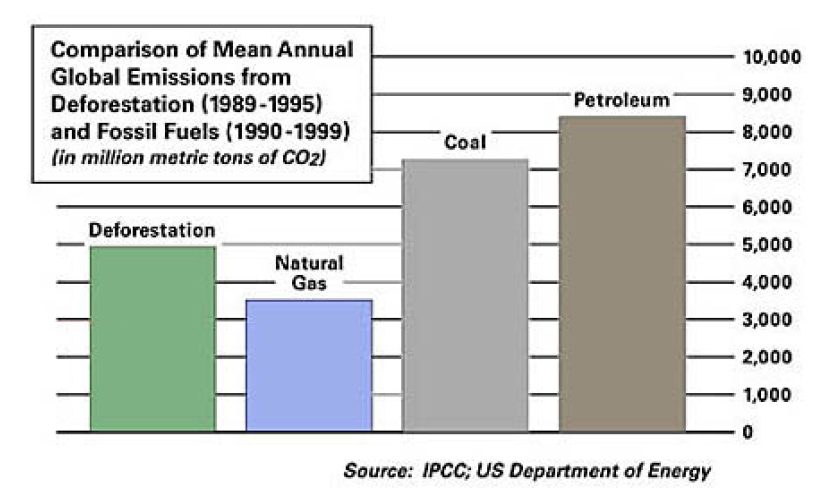 Comparison of Mean Annual
Global Emissions from
Deforestation (1989-1995)
and Fossil Fuels (1990-1999)
(in million metric tons of CO2)
10,000
9,000
Petroleum
8,000
Coal
7,000
6,000
Deforestation
5,000
Natural
Gas
4,000
3,000
2,000
1,000
0
Source: IPCC; US Department of Energy